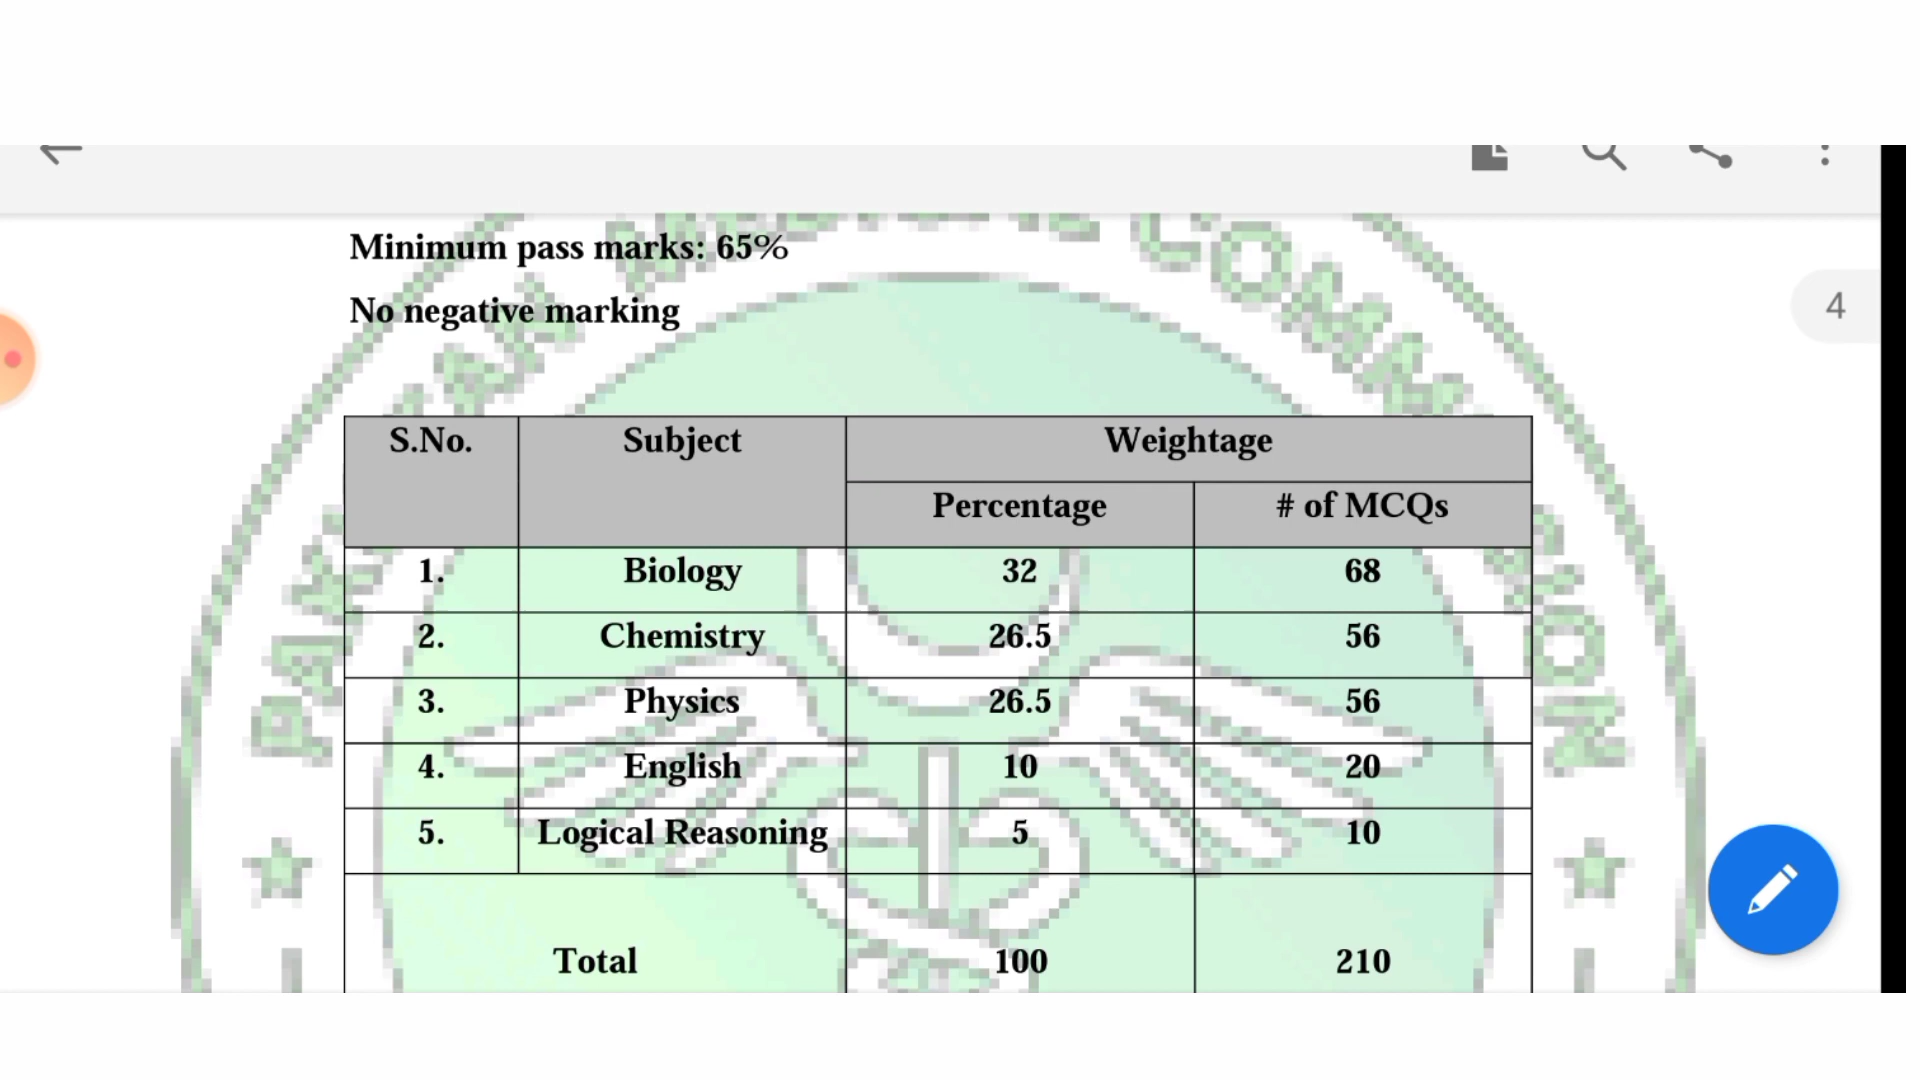 Minimum pass marks: 65%
No negative marking
4
S.No. Subject Weightage
Percentage # of MCQs
1. Biology 32 68
2. Chemistry 26.5 56
3. Physics 26.5 56
4. English 10 20
5. Logical Reasoning 5 10
Total 100 210